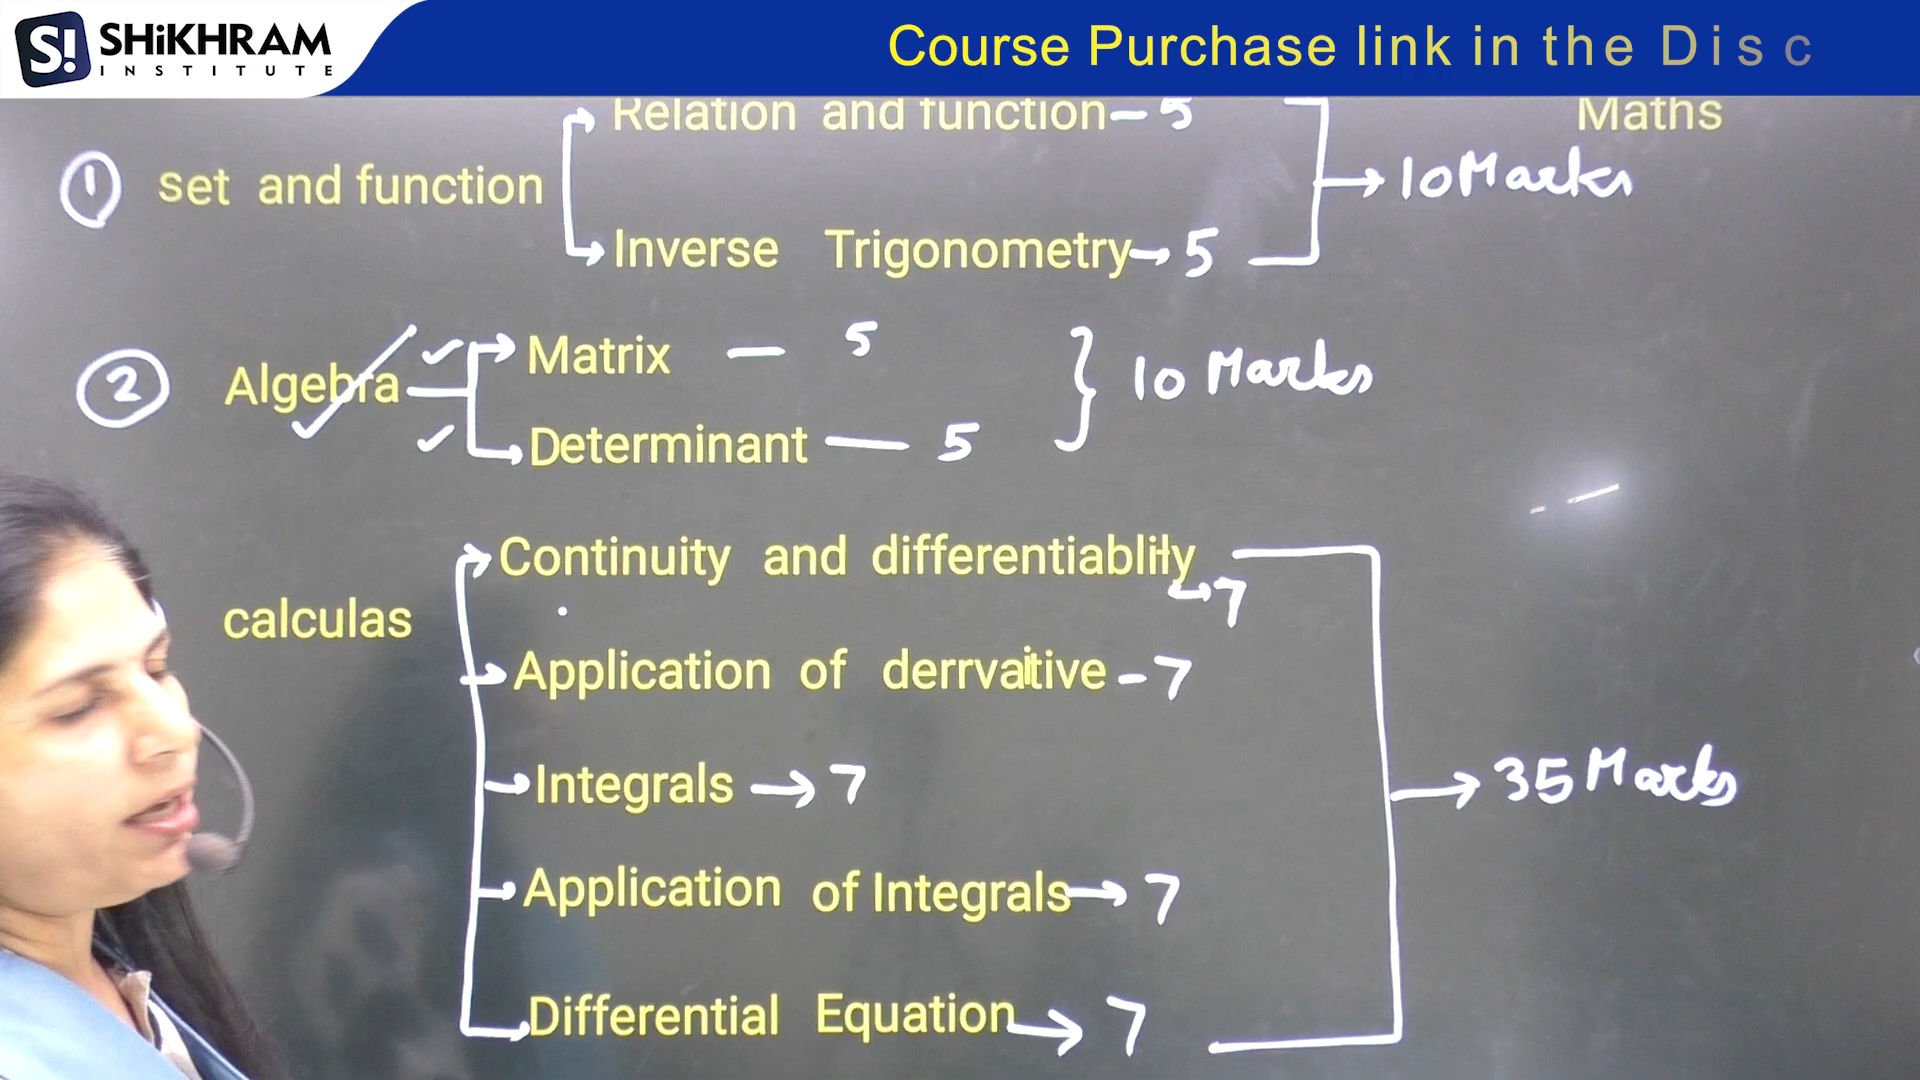 S! SHiKHRAM
INSTITUTE
Course Purchase link in the Disc
Maths
① set and function
Relation and function - 5
Inverse Trigonometry → 5
→ 10 Marks
② Algebra
Matrix — 5
Determinant — 5
} 10 Marks
calculas
Continuity and differentiablity
↳ 7
Application of derrvaitive - 7
Integrals → 7
Application of Integrals → 7
Differential Equation → 7
→ 35 Marks